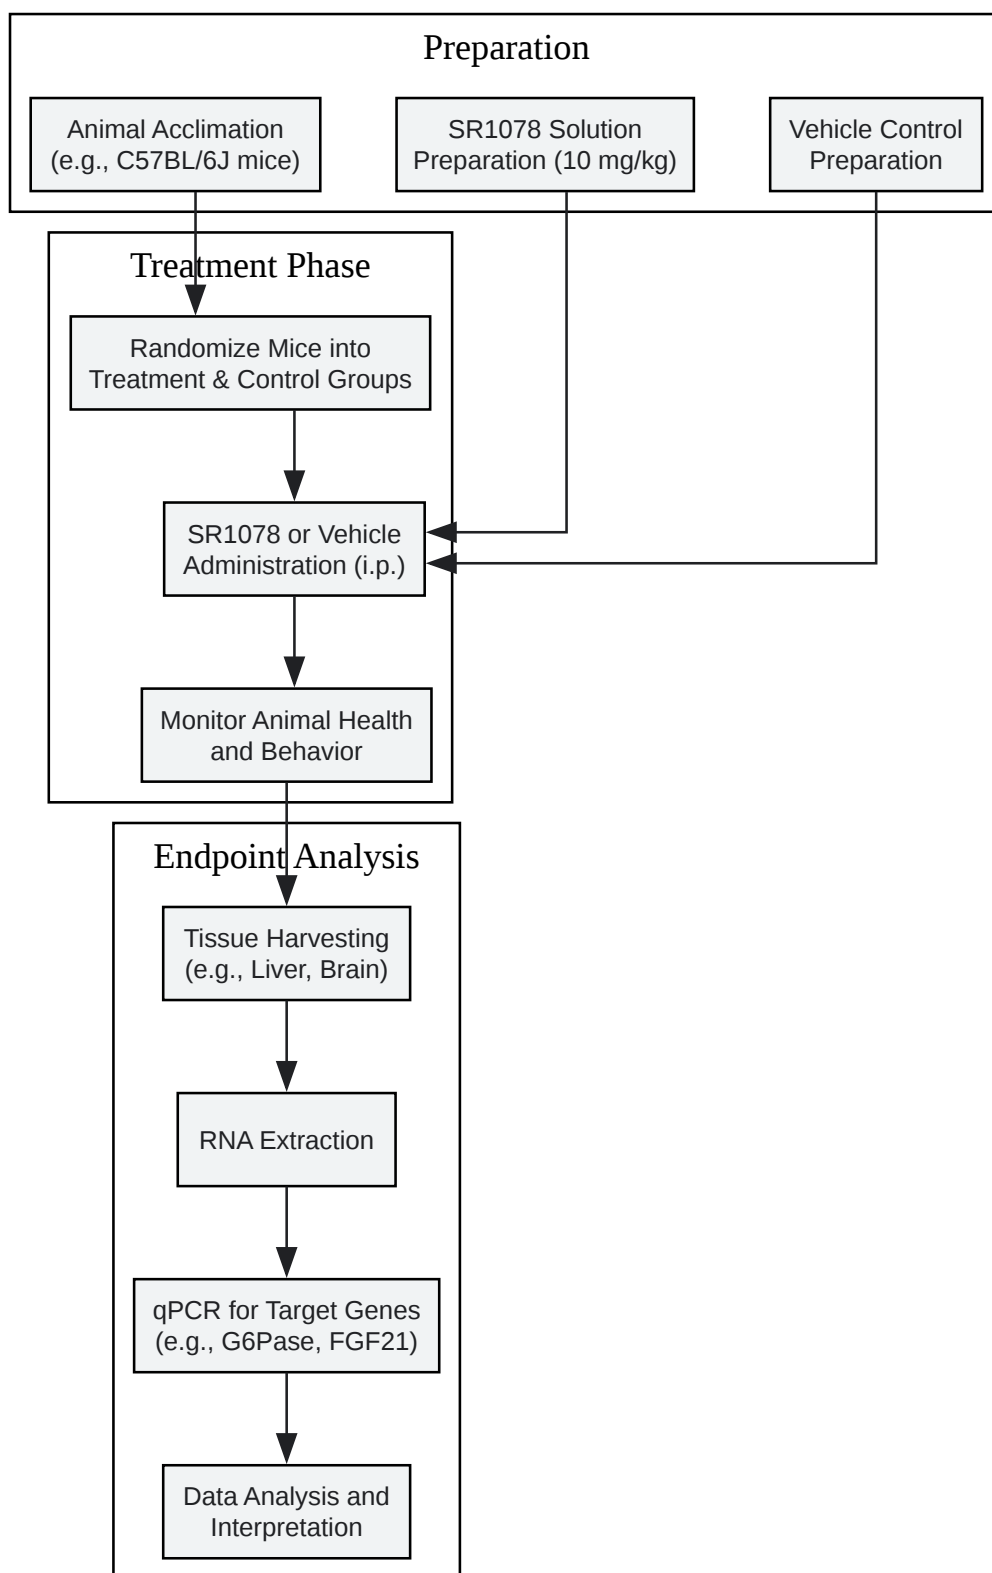 Preparation
Animal Acclimation
(e.g., C57BL/6J mice)
SR1078 Solution
Preparation (10 mg/kg)
Vehicle Control
Preparation
Treatment Phase
Randomize Mice into
Treatment & Control Groups
SR1078 or Vehicle
Administration (i.p.)
Monitor Animal Health
and Behavior
Endpoint Analysis
Tissue Harvesting
(e.g., Liver, Brain)
RNA Extraction
qPCR for Target Genes
(e.g., G6Pase, FGF21)
Data Analysis and
Interpretation